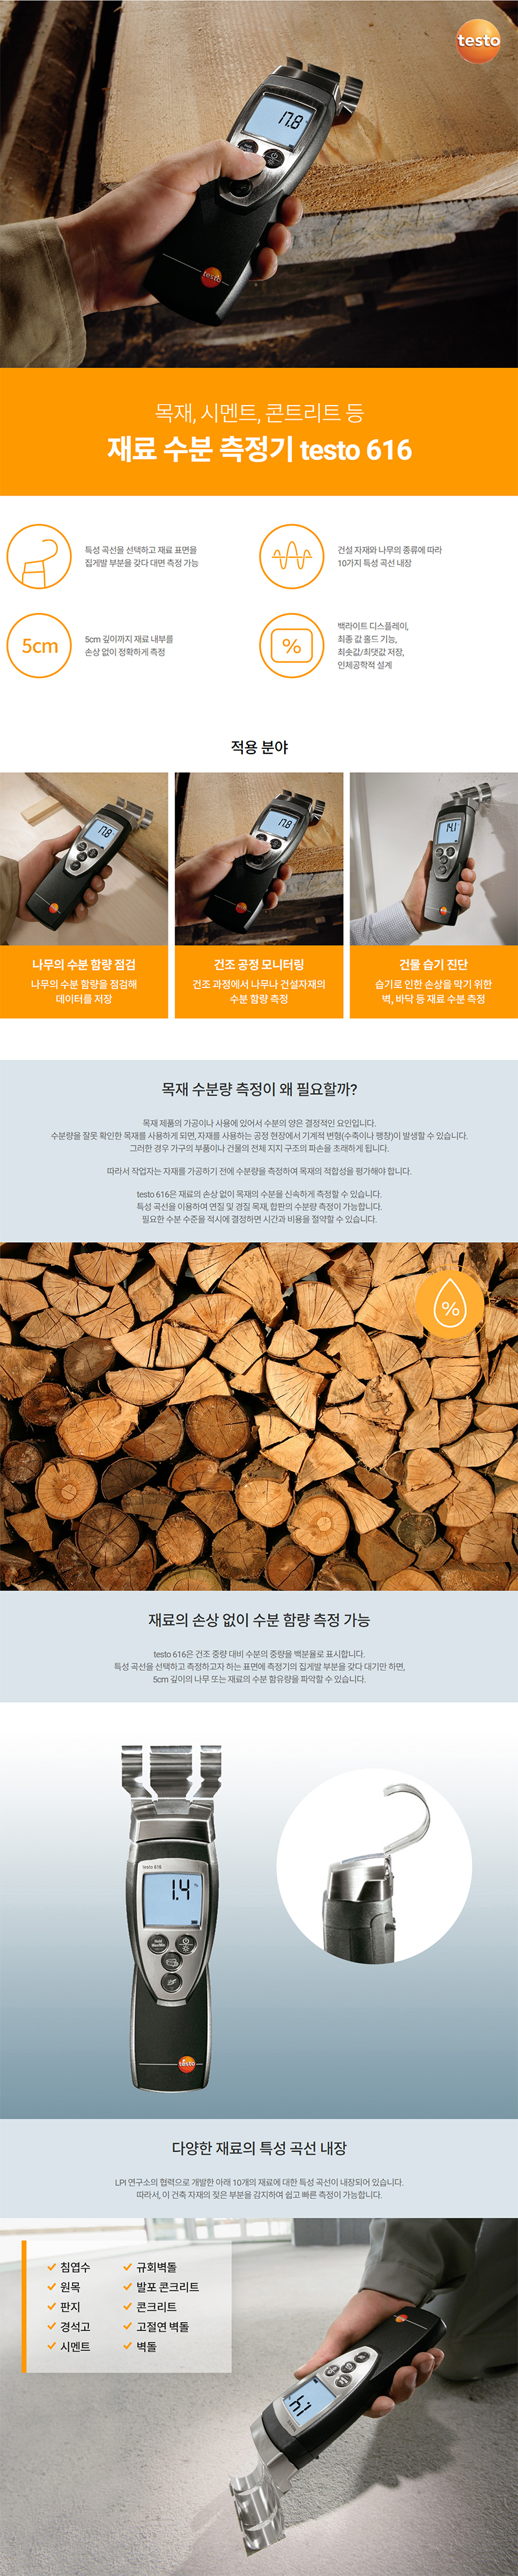 testo
17.8
testo
목재, 시멘트, 콘트리트 등
재료 수분 측정기 testo 616
특성 곡선을 선택하고 재료 표면을
집게발 부분을 갖다 대면 측정 가능
건설 자재와 나무의 종류에 따라
10가지 특성 곡선 내장
5cm
5cm 깊이까지 재료 내부를
손상 없이 정확하게 측정
%
백라이트 디스플레이,
최종 값 홀드 기능,
최솟값/최댓값 저장,
인체공학적 설계
적용 분야
17.8
17.8
14.1
나무의 수분 함량 점검
나무의 수분 함량을 점검해
데이터를 저장
건조 공정 모니터링
건조 과정에서 나무나 건설자재의
수분 함량 측정
건물 습기 진단
습기로 인한 손상을 막기 위한
벽, 바닥 등 재료 수분 측정
목재 수분량 측정이 왜 필요할까?
목재 제품의 가공이나 사용에 있어서 수분의 양은 결정적인 요인입니다.
수분량을 잘못 확인한 목재를 사용하게 되면, 자재를 사용하는 공정 현장에서 기계적 변형(수축이나 팽창)이 발생할 수 있습니다.
그러한 경우 가구의 부품이나 건물의 전체 지지 구조의 파손을 초래하게 됩니다.
따라서 작업자는 자재를 가공하기 전에 수분량을 측정하여 목재의 적합성을 평가해야 합니다.
testo 616은 재료의 손상 없이 목재의 수분을 신속하게 측정할 수 있습니다.
특성 곡선을 이용하여 연질 및 경질 목재, 합판의 수분량 측정이 가능합니다.
필요한 수분 수준을 적시에 결정하면 시간과 비용을 절약할 수 있습니다.
%
재료의 손상 없이 수분 함량 측정 가능
testo 616은 건조 중량 대비 수분의 중량을 백분율로 표시합니다.
특성 곡선을 선택하고 측정하고자 하는 표면에 측정기의 집게발 부분을 갖다 대기만 하면,
5cm 깊이의 나무 또는 재료의 수분 함유량을 파악할 수 있습니다.
testo 616
1.4 %
Hold
Max/Min
testo
다양한 재료의 특성 곡선 내장
LPI 연구소의 협력으로 개발한 아래 10개의 재료에 대한 특성 곡선이 내장되어 있습니다.
따라서, 이 건축 자재의 젖은 부분을 감지하여 쉽고 빠른 측정이 가능합니다.
침엽수
원목
판지
경석고
시멘트
규회벽돌
발포 콘크리트
콘크리트
고절연 벽돌
벽돌